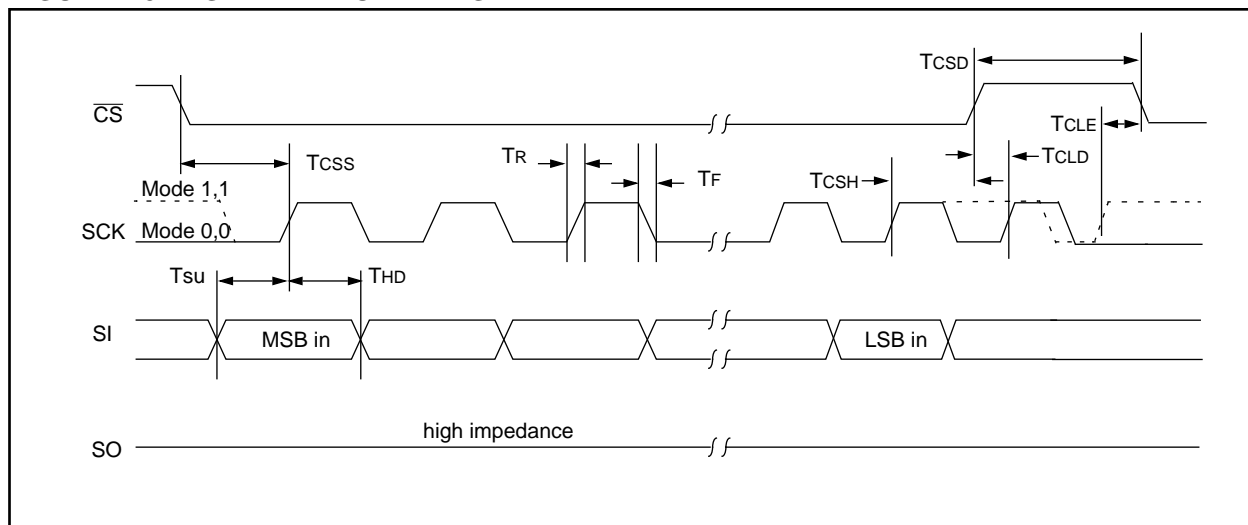 TCSD
CS
TCLE
TCSS
TR
TCLD
TF
TCSH
Mode 1,1
SCK
Mode 0,0
Tsu
THD
SI
MSB in
LSB in
high impedance
SO